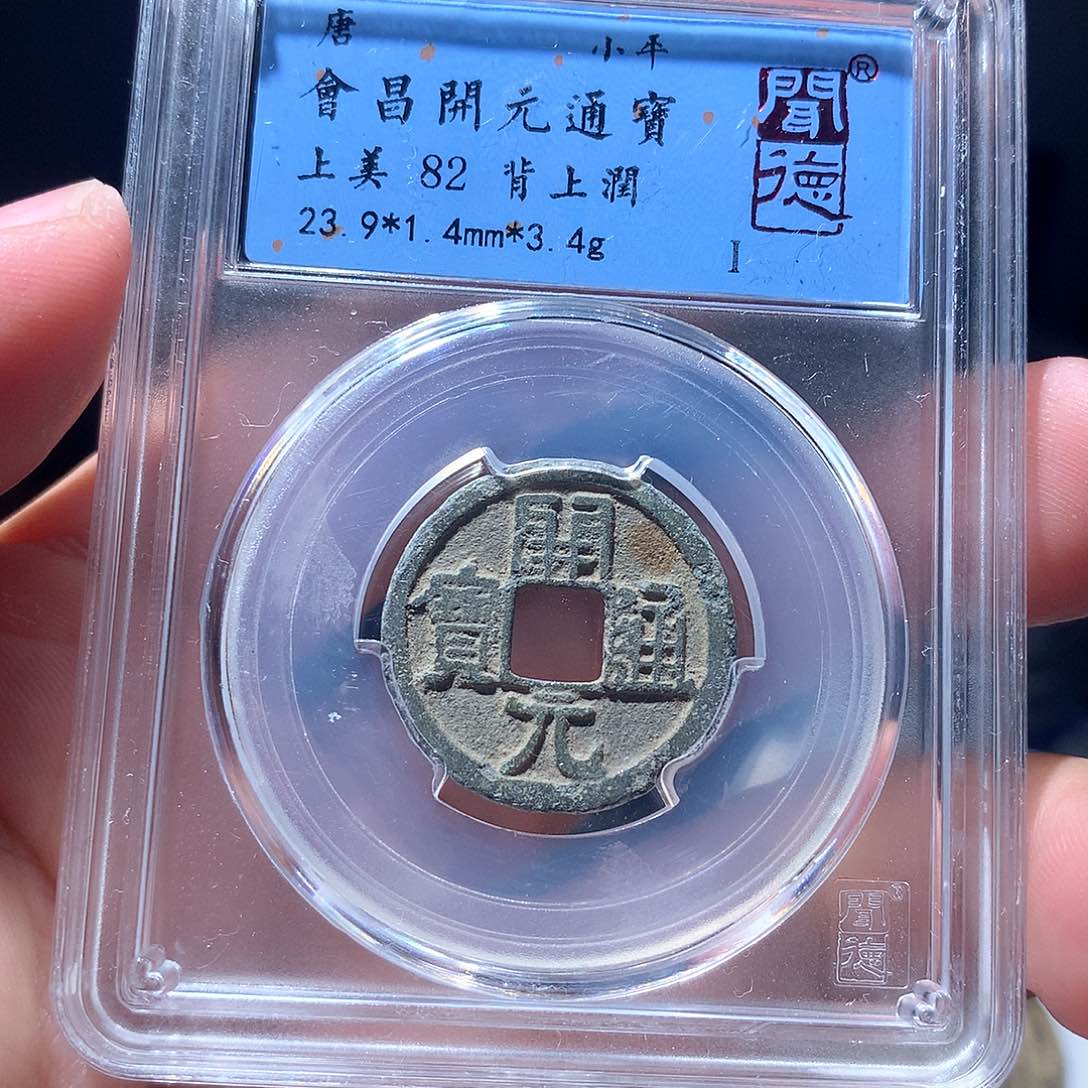 唐 小平
會昌開元通寶
上美 82 背上潤
23.9*1.4mm*3.4g
聞德®
I
開元通寶
聞德